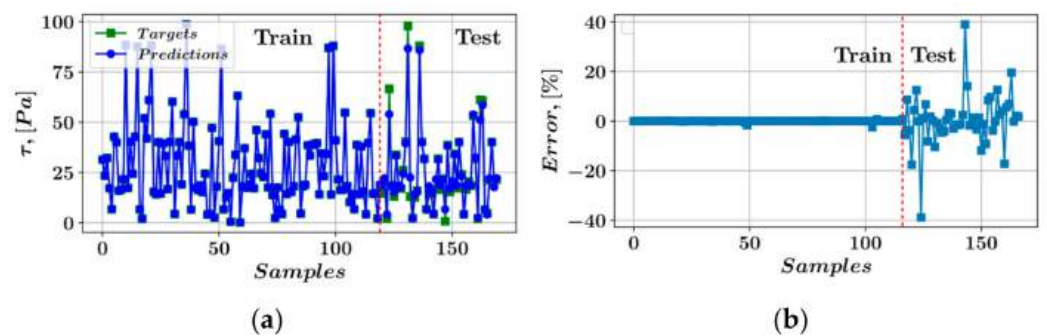 100
75
50
25
0
τ, [Pa]
Targets
Predictions
Train
Test
0
50
100
150
Samples
(a)
40
20
0
−20
−40
Error, [%]
Train
Test
0
50
100
150
Samples
(b)